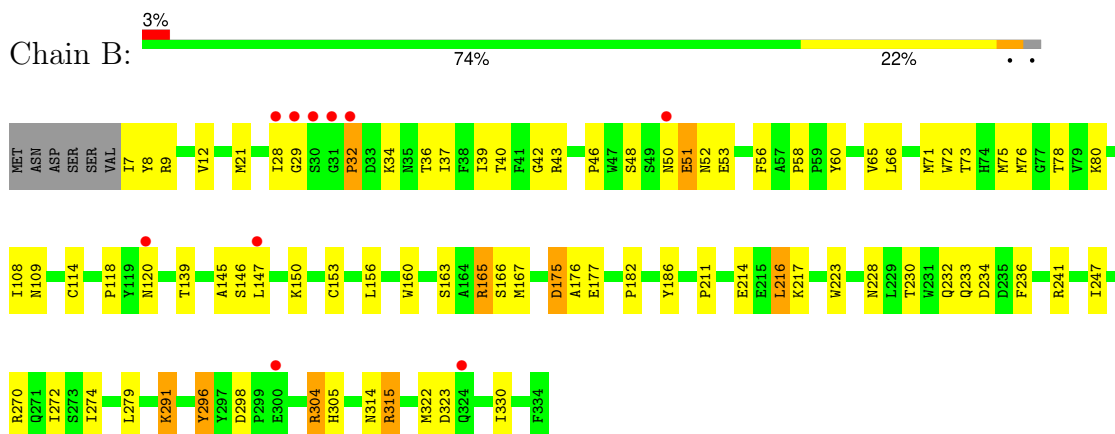 3%
Chain B:
74% 22% • •
MET ASN ASP SER SER VAL I7 Y8 R9 V12 M21 I28 G29 S30 G31 P32 D33 K34 N35 T36 I37 F38 I39 T40 F41 G42 R43 P46 W47 S48 S49 N50 E51 N52 E53 F56 A57 P58 P59 Y60 V65 L66 M71 W72 T73 H74 M75 M76 G77 T78 V79 K80
I108 N109 C114 P118 Y119 N120 T139 A145 S146 L147 K150 C153 L156 W160 S163 A164 R165 S166 M167 D175 A176 E177 P182 Y186 P211 E214 E215 L216 K217 W223 N228 L229 T230 W231 Q232 Q233 D234 D235 F236 R241 I247
R270 Q271 I272 S273 I274 L279 K291 Y296 Y297 D298 P299 E300 R304 H305 N314 R315 M322 D323 Q324 I330 F334